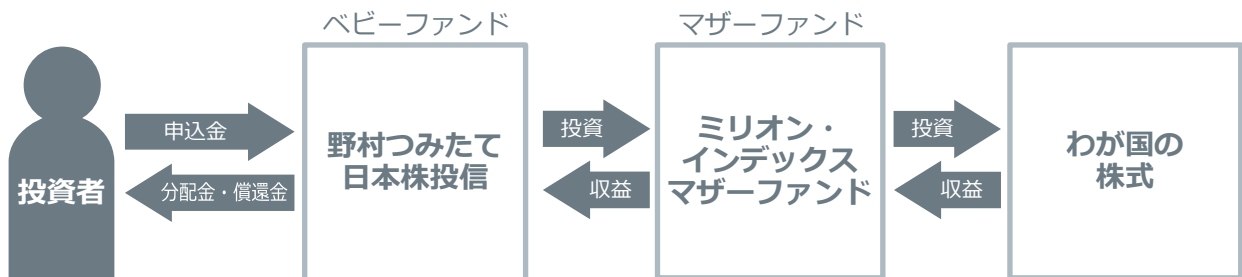 ベビーファンド
マザーファンド
投資者
申込金
分配金・償還金
野村つみたて
日本株投信
投資
収益
ミリオン・
インデックス
マザーファンド
投資
収益
わが国の
株式